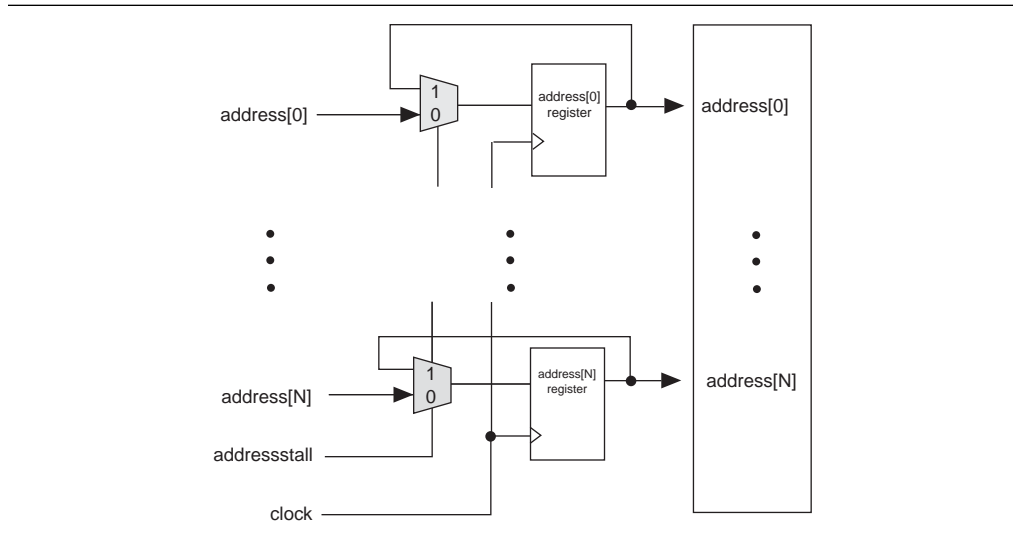 address[0]
1
0
address[0]
register
address[0]
address[N]
1
0
address[N]
register
address[N]
addressstall
clock